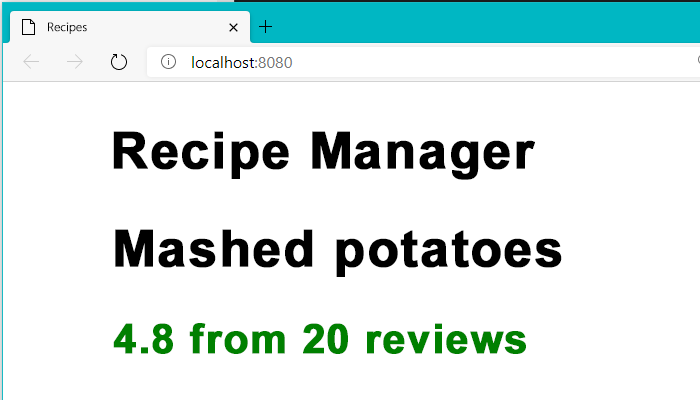 Recipes
localhost:8080
Recipe Manager
Mashed potatoes
4.8 from 20 reviews